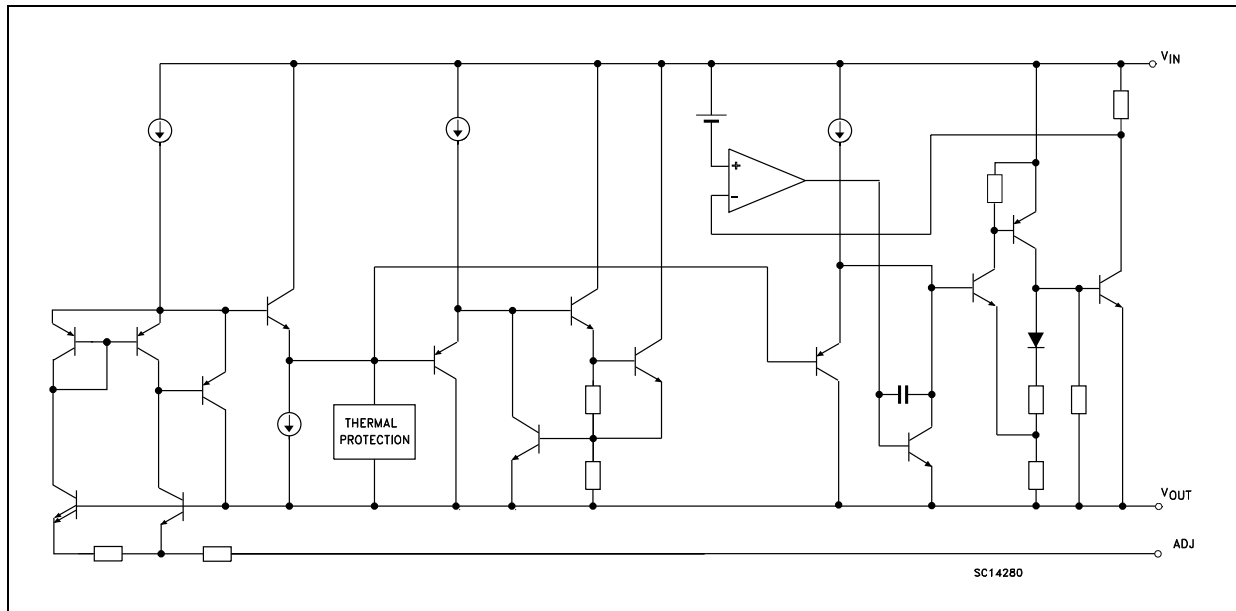 VIN
+
-
THERMAL
PROTECTION
VOUT
ADJ
SC14280